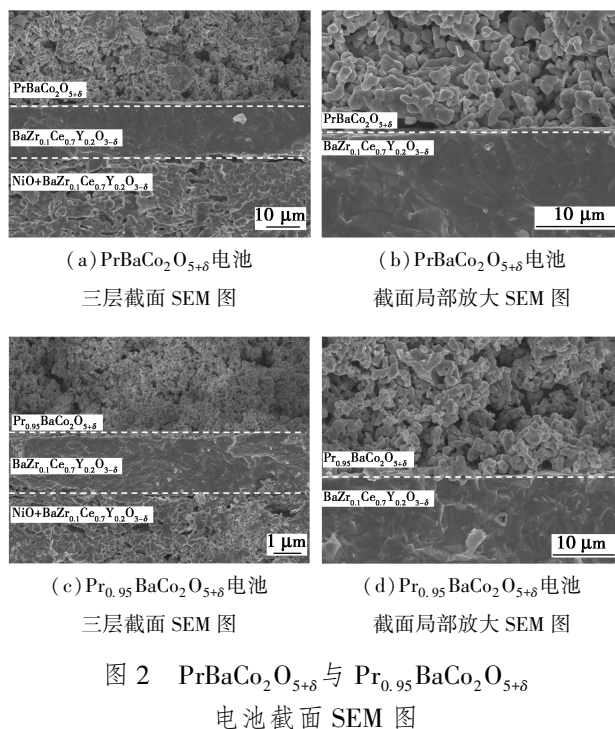 PrBaCo₂O₅₊δ
BaZr₀.₁Ce₀.₇Y₀.₂O₃₋δ
NiO+BaZr₀.₁Ce₀.₇Y₀.₂O₃₋δ
10 μm
PrBaCo₂O₅₊δ
BaZr₀.₁Ce₀.₇Y₀.₂O₃₋δ
10 μm
(a)PrBaCo₂O₅₊δ电池
三层截面 SEM 图
(b)PrBaCo₂O₅₊δ电池
截面局部放大 SEM 图
Pr₀.₉₅BaCo₂O₅₊δ
BaZr₀.₁Ce₀.₇Y₀.₂O₃₋δ
NiO+BaZr₀.₁Ce₀.₇Y₀.₂O₃₋δ
1 μm
Pr₀.₉₅BaCo₂O₅₊δ
BaZr₀.₁Ce₀.₇Y₀.₂O₃₋δ
10 μm
(c)Pr₀.₉₅BaCo₂O₅₊δ电池
三层截面 SEM 图
(d)Pr₀.₉₅BaCo₂O₅₊δ电池
截面局部放大 SEM 图
图 2 PrBaCo₂O₅₊δ与 Pr₀.₉₅BaCo₂O₅₊δ
电池截面 SEM 图